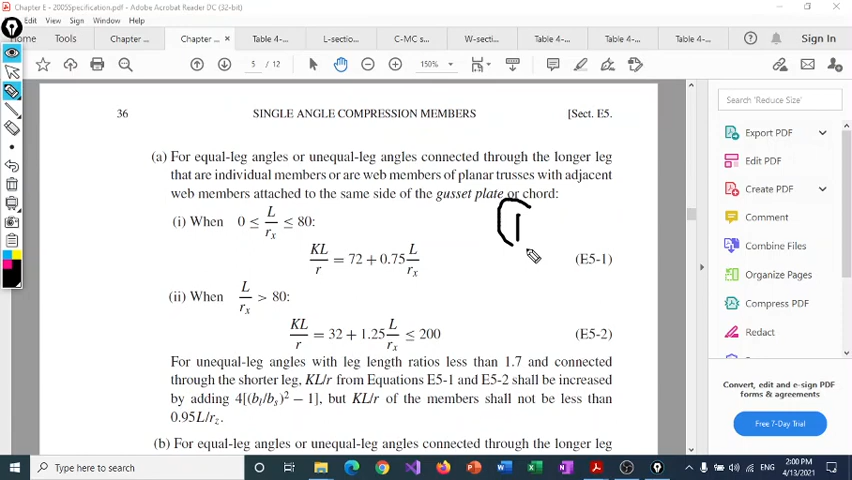 Chapter E - 2005Specification.pdf - Adobe Acrobat Reader DC (32-bit)
File Edit View Sign Window Help
Home Tools Chapter ... Chapter ... × Table 4-... L-sectio... C-MC s... W-secti... Table 4-... Table 4-... Table 4-... Sign In
5 / 12 150%
36 SINGLE ANGLE COMPRESSION MEMBERS [Sect. E5.
(a) For equal-leg angles or unequal-leg angles connected through the longer leg
that are individual members or are web members of planar trusses with adjacent
web members attached to the same side of the gusset plate or chord:
(i) When 0 ≤ L/rx ≤ 80:
KL/r = 72 + 0.75 L/rx (E5-1)
(ii) When L/rx > 80:
KL/r = 32 + 1.25 L/rx ≤ 200 (E5-2)
For unequal-leg angles with leg length ratios less than 1.7 and connected
through the shorter leg, KL/r from Equations E5-1 and E5-2 shall be increased
by adding 4[(bl/bs)² − 1], but KL/r of the members shall not be less than
0.95L/rz.
(b) For equal-leg angles or unequal-leg angles connected through the longer leg
Search 'Reduce Size'
Export PDF
Edit PDF
Create PDF
Comment
Combine Files
Organize Pages
Compress PDF
Redact
Convert, edit and e-sign PDF
forms & agreements
Free 7-Day Trial
Type here to search
ENG
2:00 PM
4/13/2021